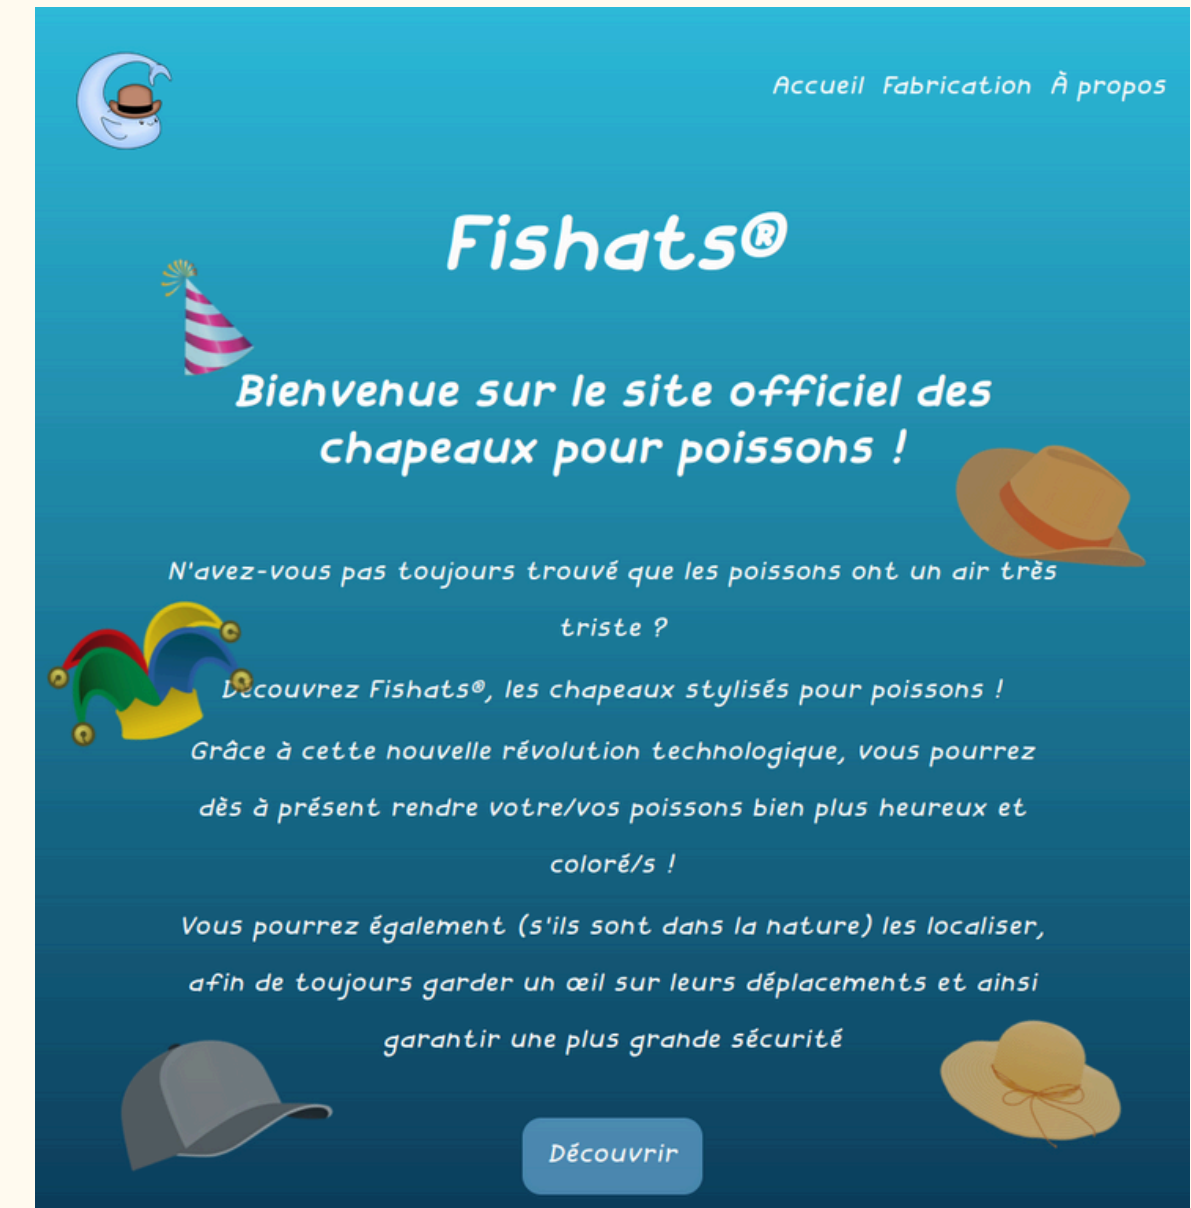 Accueil Fabrication À propos
Fishats®
Bienvenue sur le site officiel des
chapeaux pour poissons !
N'avez-vous pas toujours trouvé que les poissons ont un air très
triste ?
Découvrez Fishats®, les chapeaux stylisés pour poissons !
Grâce à cette nouvelle révolution technologique, vous pourrez
dès à présent rendre votre/vos poissons bien plus heureux et
coloré/s !
Vous pourrez également (s'ils sont dans la nature) les localiser,
afin de toujours garder un œil sur leurs déplacements et ainsi
garantir une plus grande sécurité
Découvrir